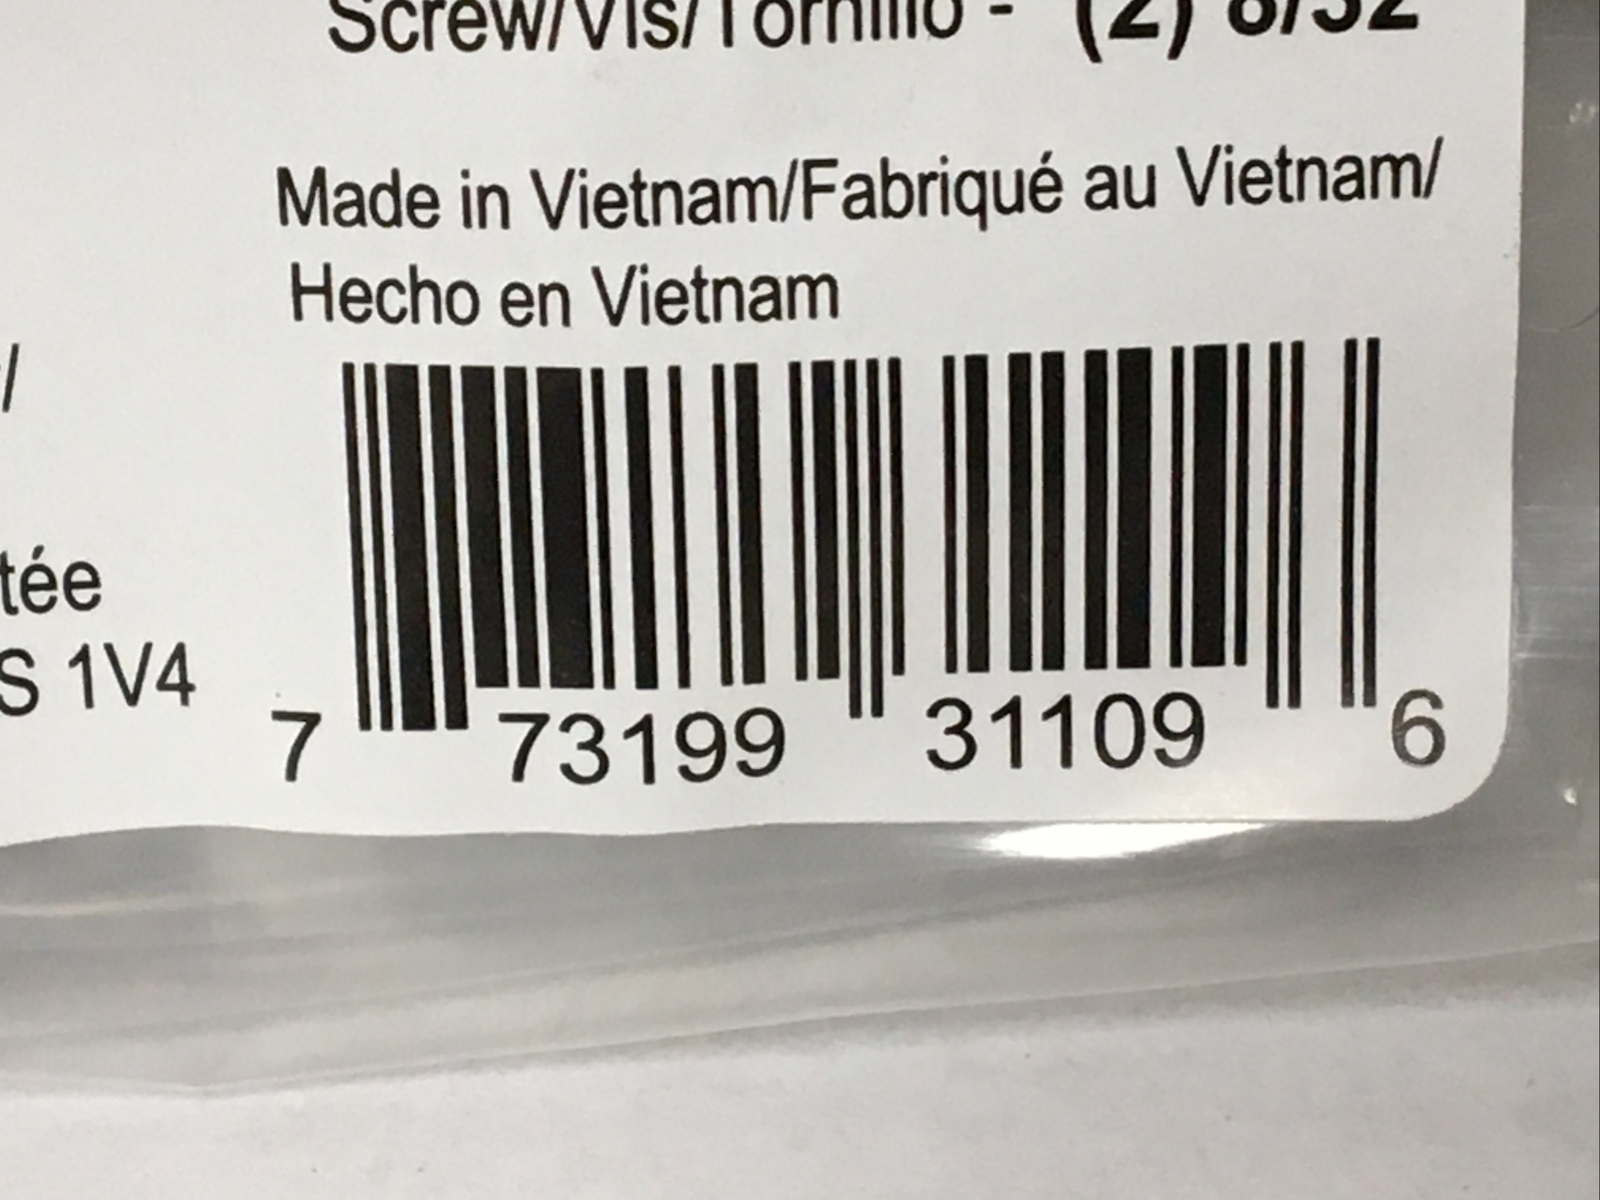 Screw/Vis/Tornillo - (2) 8/32
Made in Vietnam/Fabriqué au Vietnam/
Hecho en Vietnam
/
tée
S 1V4
7 73199 31109 6